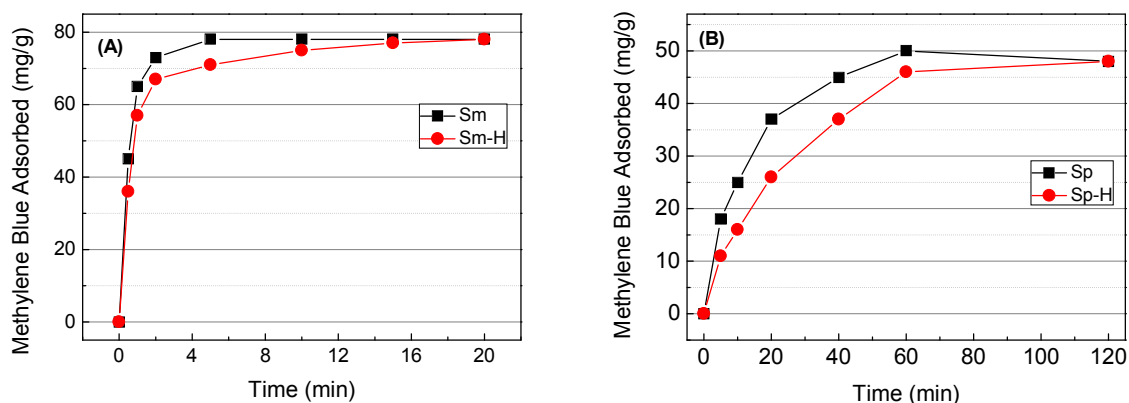 (A)
Methylene Blue Adsorbed (mg/g)
80
60
40
20
0
Sm
Sm-H
0 4 8 12 16 20
Time (min)
(B)
Methylene Blue Adsorbed (mg/g)
50
40
30
20
10
0
Sp
Sp-H
0 20 40 60 80 100 120
Time (min)